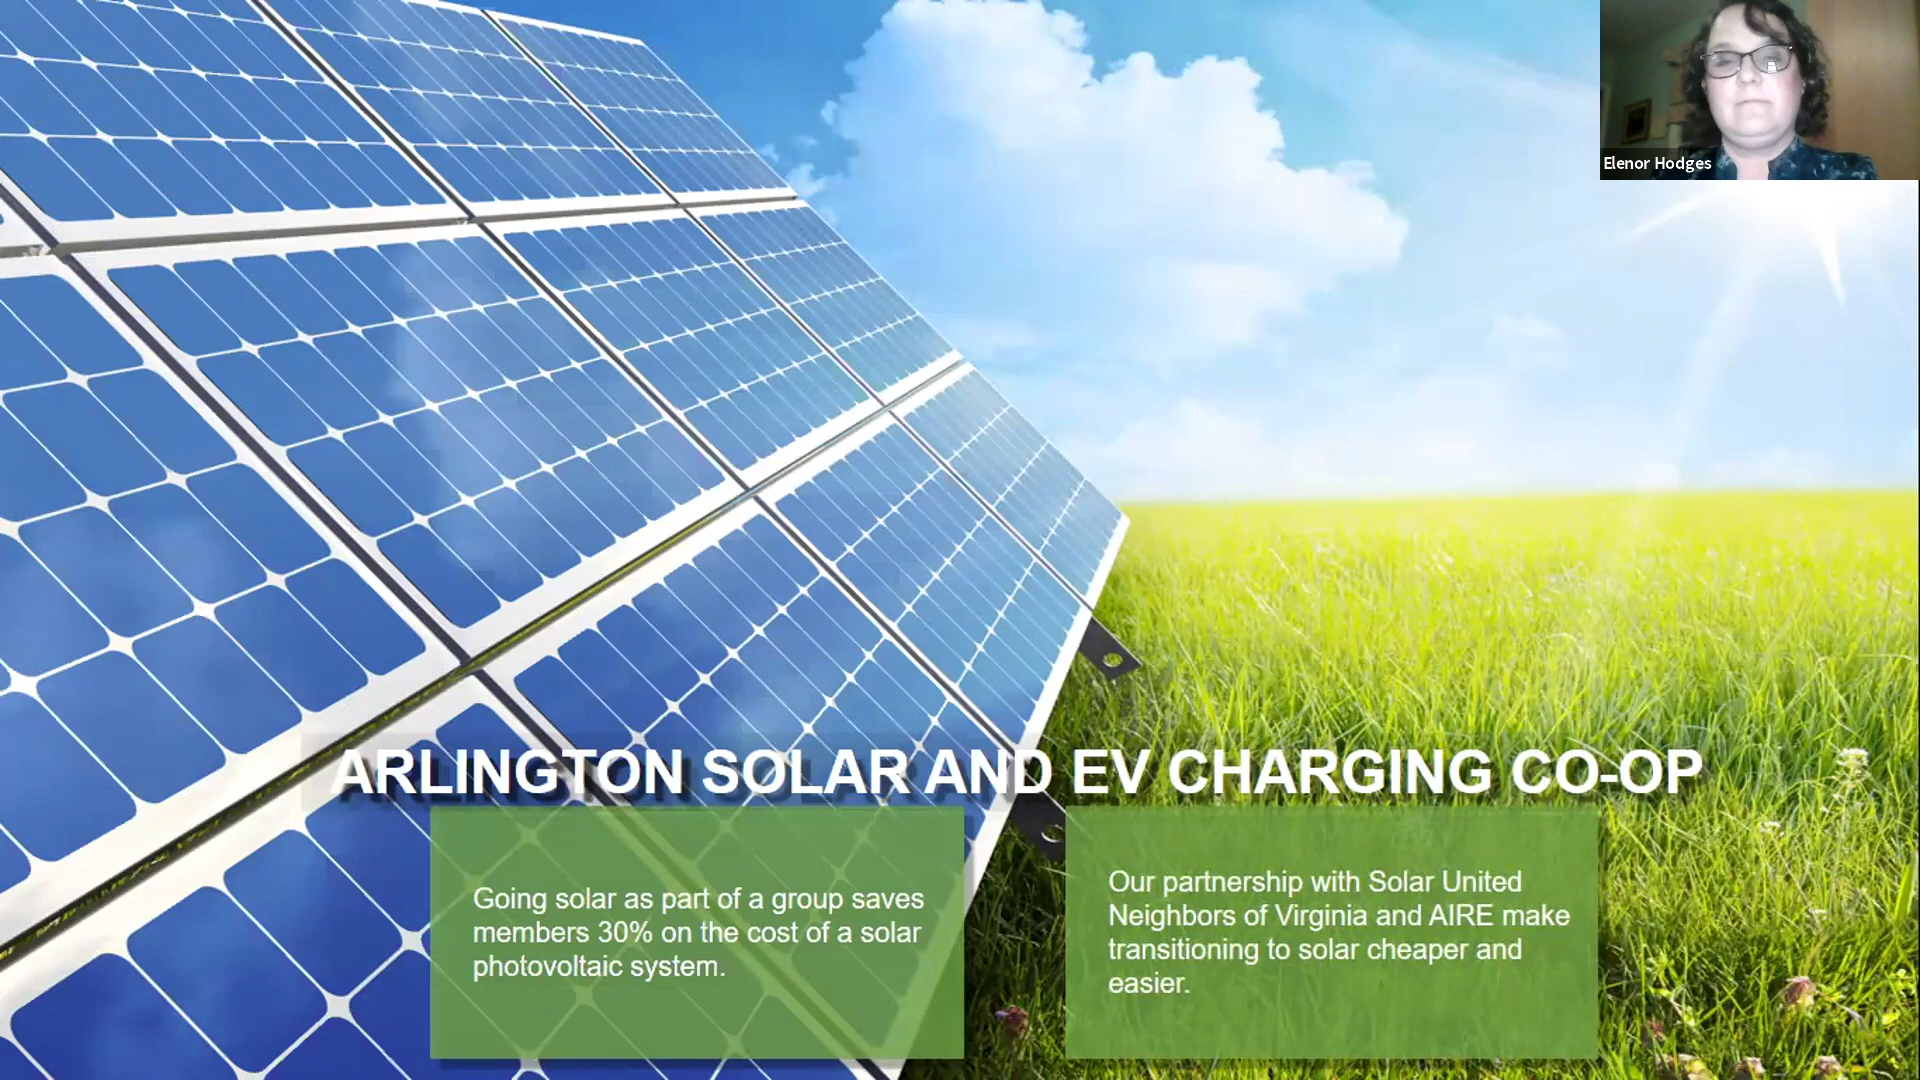 Elenor Hodges
ARLINGTON SOLAR AND EV CHARGING CO-OP
Going solar as part of a group saves
members 30% on the cost of a solar
photovoltaic system.
Our partnership with Solar United
Neighbors of Virginia and AIRE make
transitioning to solar cheaper and
easier.